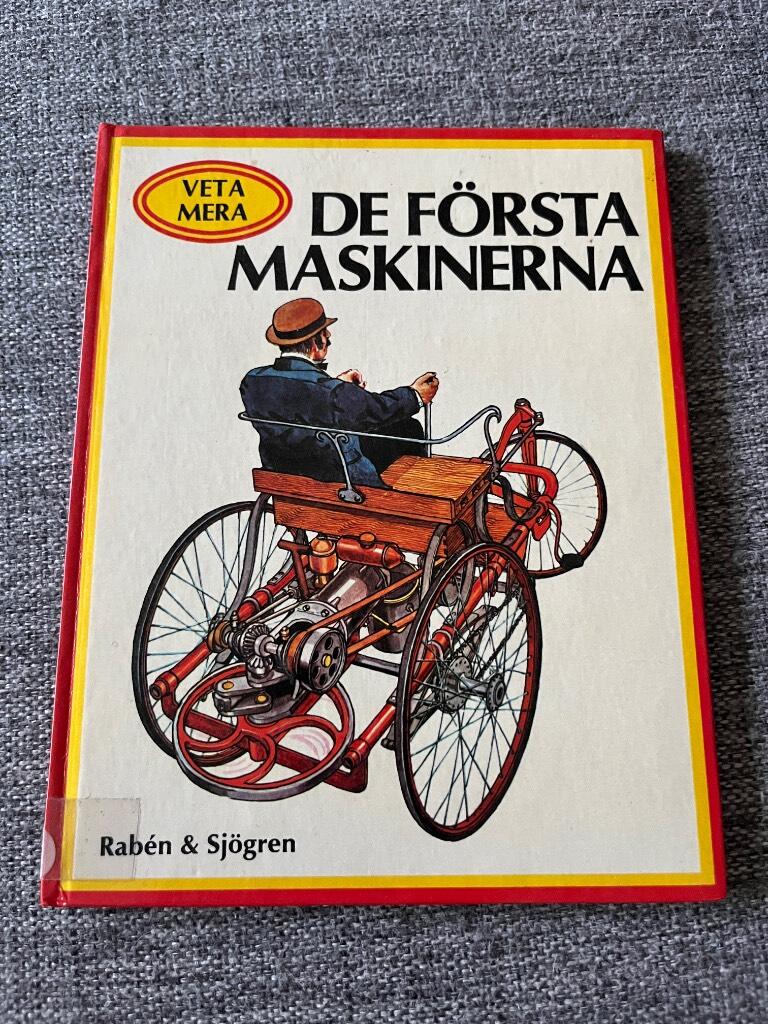 VETA
MERA
DE FÖRSTA
MASKINERNA
Rabén & Sjögren